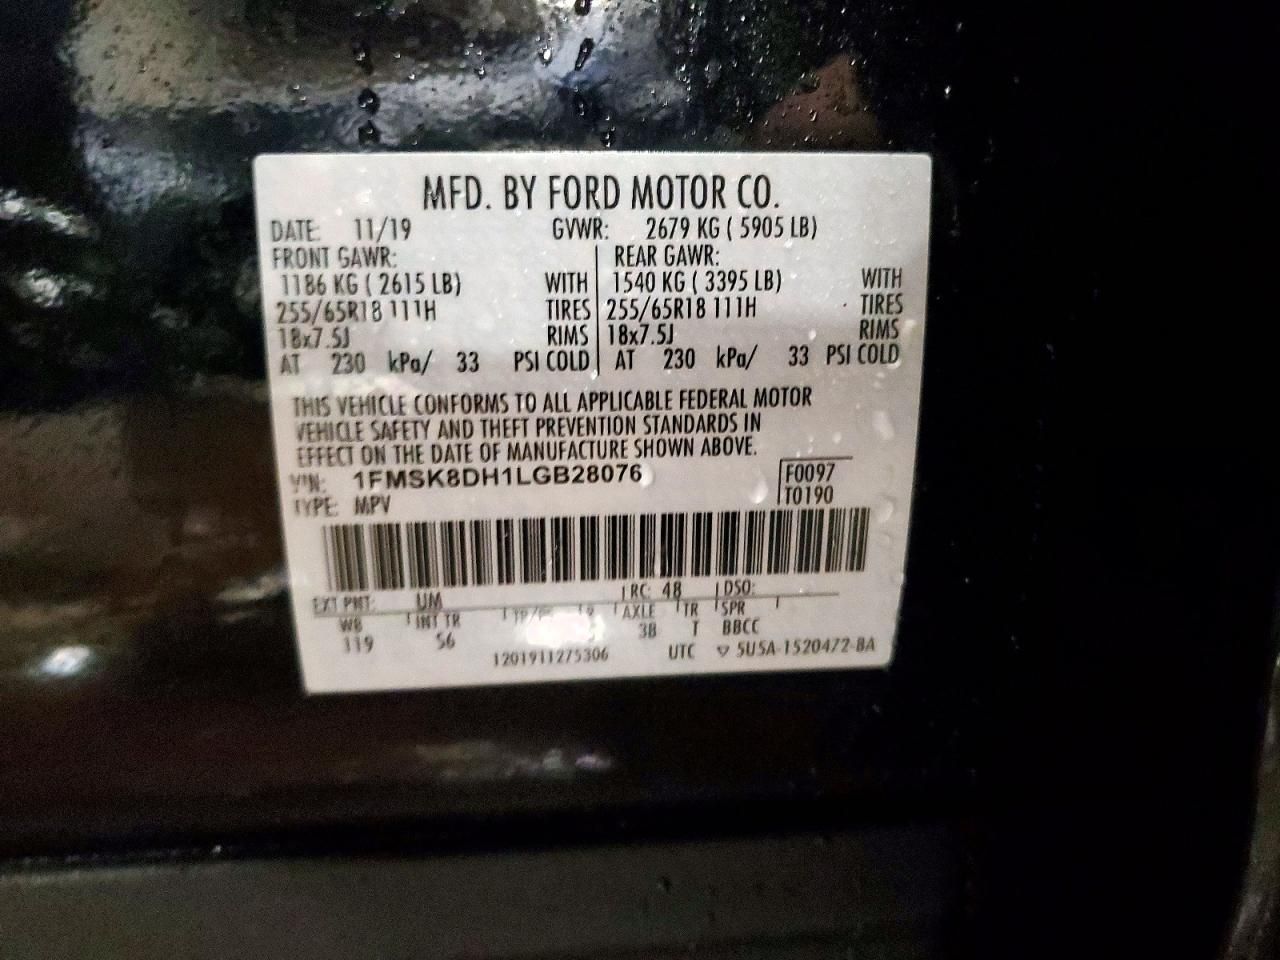 MFD. BY FORD MOTOR CO.
DATE: 11/19 GVWR: 2679 KG ( 5905 LB)
FRONT GAWR: REAR GAWR:
1186 KG ( 2615 LB) WITH 1540 KG ( 3395 LB) WITH
255/65R18 111H TIRES 255/65R18 111H TIRES
18x7.5J RIMS 18x7.5J RIMS
AT 230 kPa/ 33 PSI COLD AT 230 kPa/ 33 PSI COLD
THIS VEHICLE CONFORMS TO ALL APPLICABLE FEDERAL MOTOR
VEHICLE SAFETY AND THEFT PREVENTION STANDARDS IN
EFFECT ON THE DATE OF MANUFACTURE SHOWN ABOVE.
VIN: 1FMSK8DH1LGB28076 F0097
TYPE: MPV T0190
EXT PNT: UM RC: 48 DSO:
WB INT TR TP/PS R AXLE TR SPR
119 S6 3B T BBCC
1201911275306 UTC 5U5A-1520472-BA